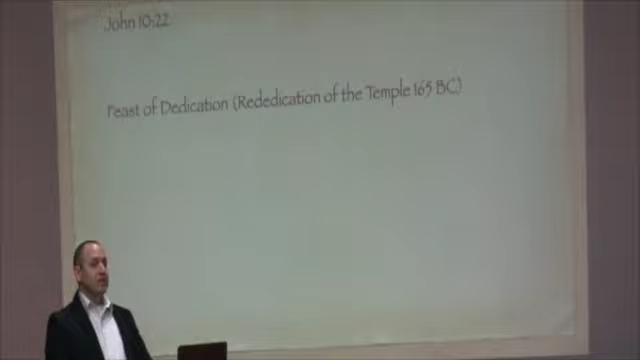 John 10:22
Feast of Dedication (Rededication of the Temple 165 BC)